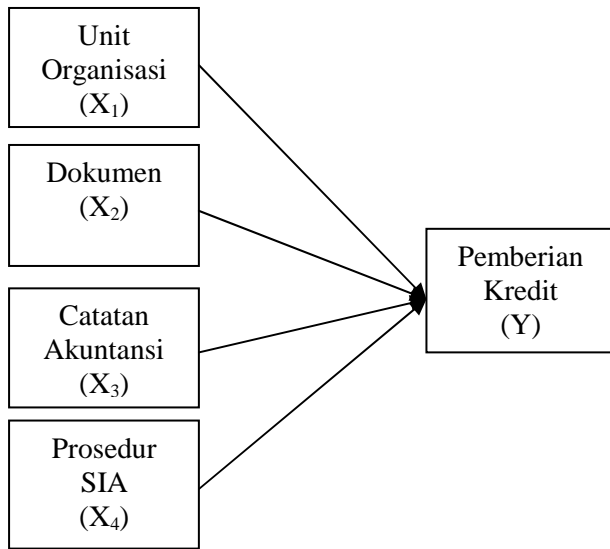 Unit
Organisasi
(X₁)
Dokumen
(X₂)
Catatan
Akuntansi
(X₃)
Prosedur
SIA
(X₄)
Pemberian
Kredit
(Y)